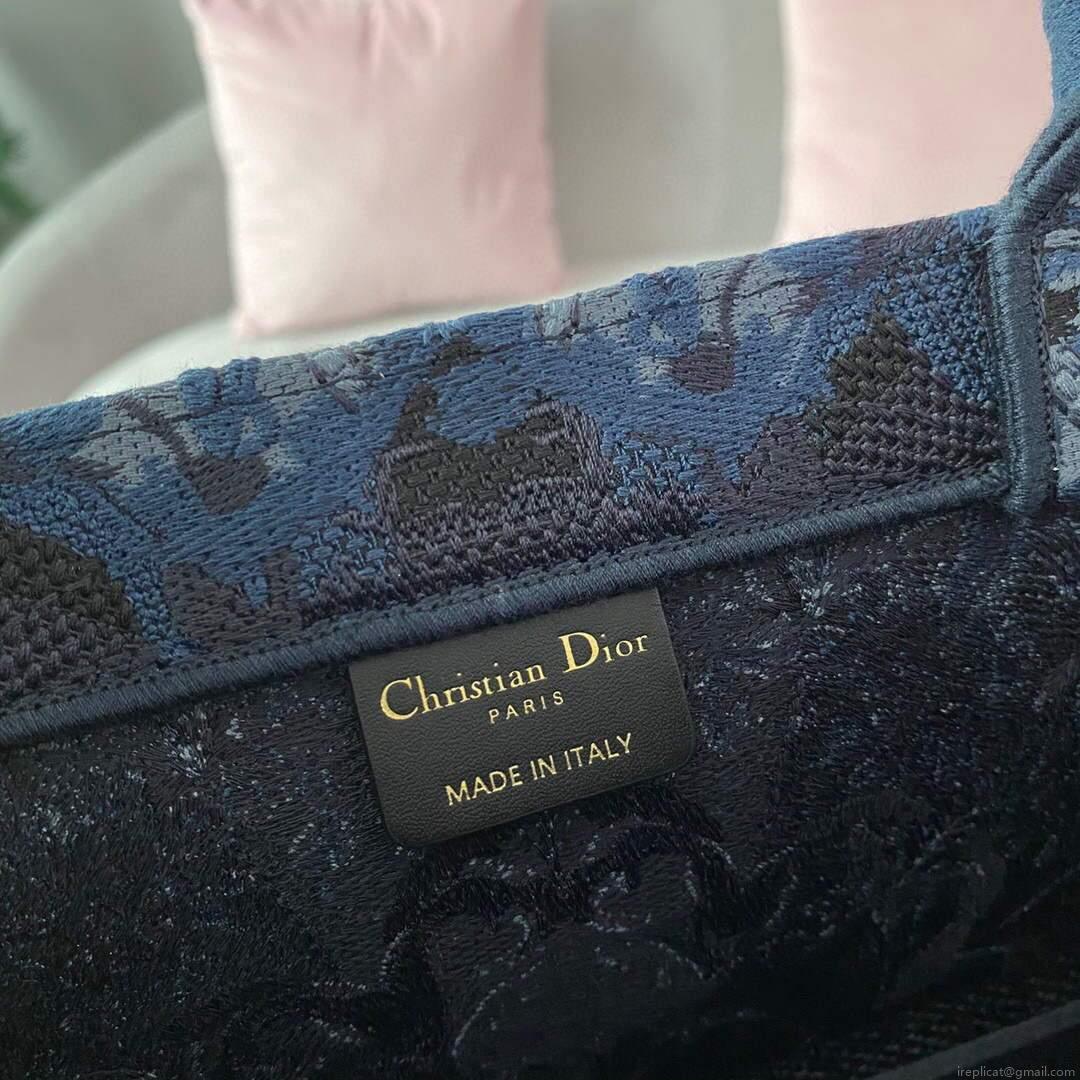 Christian Dior
PARIS
MADE IN ITALY
ireplicat@gmail.com